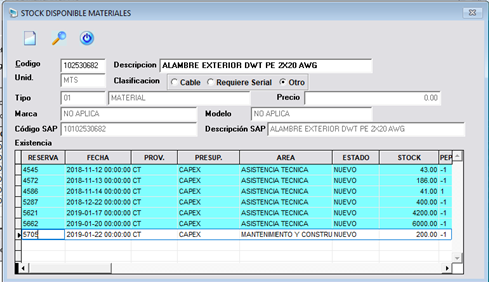 STOCK DISPONIBLE MATERIALES
Codigo 102530682 Descripcion ALAMBRE EXTERIOR DWT PE 2X20 AWG
Unid. MTS Clasificacion Cable Requiere Serial Otro
Tipo 01 MATERIAL Precio 0.00
Marca NO APLICA Modelo NO APLICA
Código SAP 10102530682 Descripción SAP ALAMBRE EXTERIOR DWT PE 2X20 AWG
Existencia
RESERVA FECHA PROV. PRESUP. AREA ESTADO STOCK PEP
4545 2018-11-12 00:00:00 CT CAPEX ASISTENCIA TECNICA NUEVO 43.00 -1
4572 2018-11-13 00:00:00 CT CAPEX ASISTENCIA TECNICA NUEVO 186.00 -1
4586 2018-11-14 00:00:00 CT CAPEX ASISTENCIA TECNICA NUEVO 41.00 1
5287 2018-12-22 00:00:00 CT CAPEX ASISTENCIA TECNICA NUEVO 400.00 -1
5621 2019-01-17 00:00:00 CT CAPEX ASISTENCIA TECNICA NUEVO 4200.00 -1
5662 2019-01-20 00:00:00 CT CAPEX ASISTENCIA TECNICA NUEVO 6000.00 -1
5705 2019-01-22 00:00:00 CT CAPEX MANTENIMIENTO Y CONSTRU NUEVO 200.00 -1